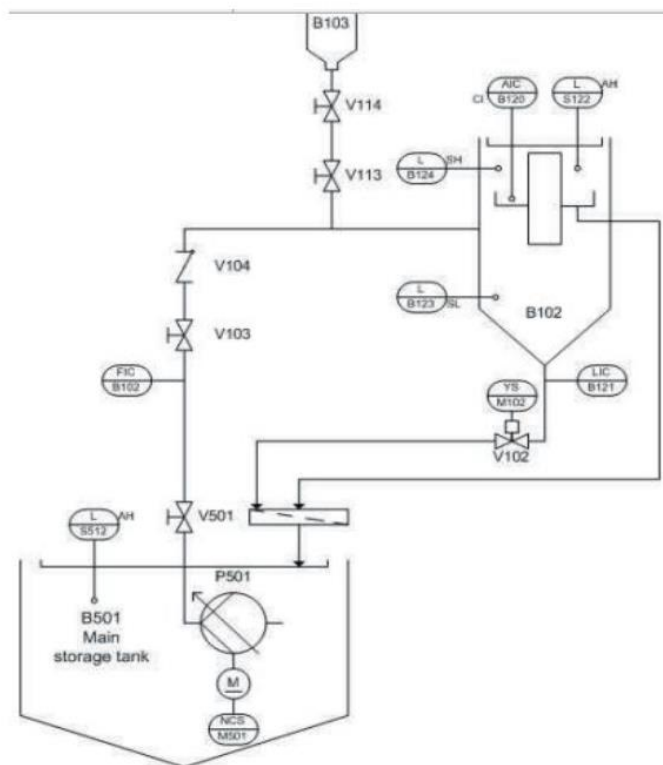 B103
V114
V113
CI
AIC
B120
L
S122
AH
L
B124
SH
V104
L
B123
SL
B102
V103
FIC
B102
YS
M102
LIC
B121
V102
L
S512
AH
V501
P501
B501
Main
storage tank
M
NCS
M501